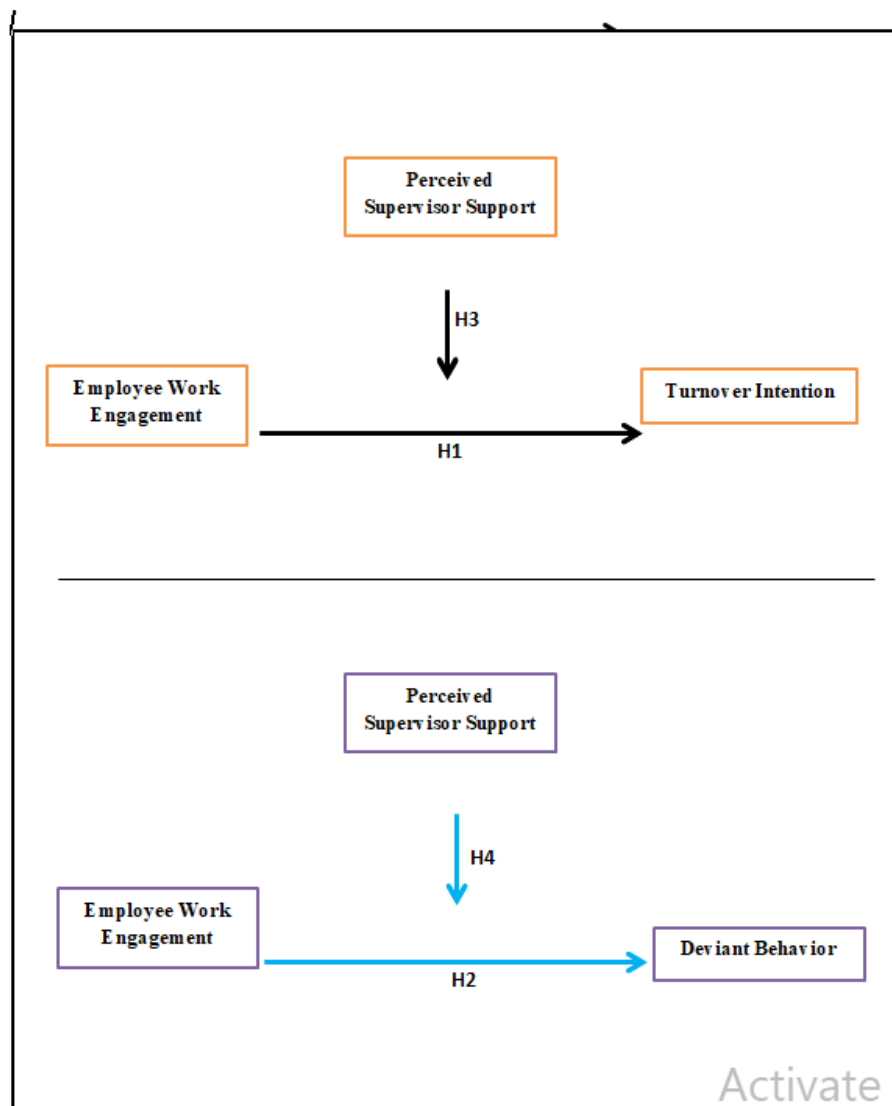 Perceived
Supervisor Support
H3
Employee Work
Engagement
Turnover Intention
H1
Perceived
Supervisor Support
H4
Employee Work
Engagement
Deviant Behavior
H2
Activate